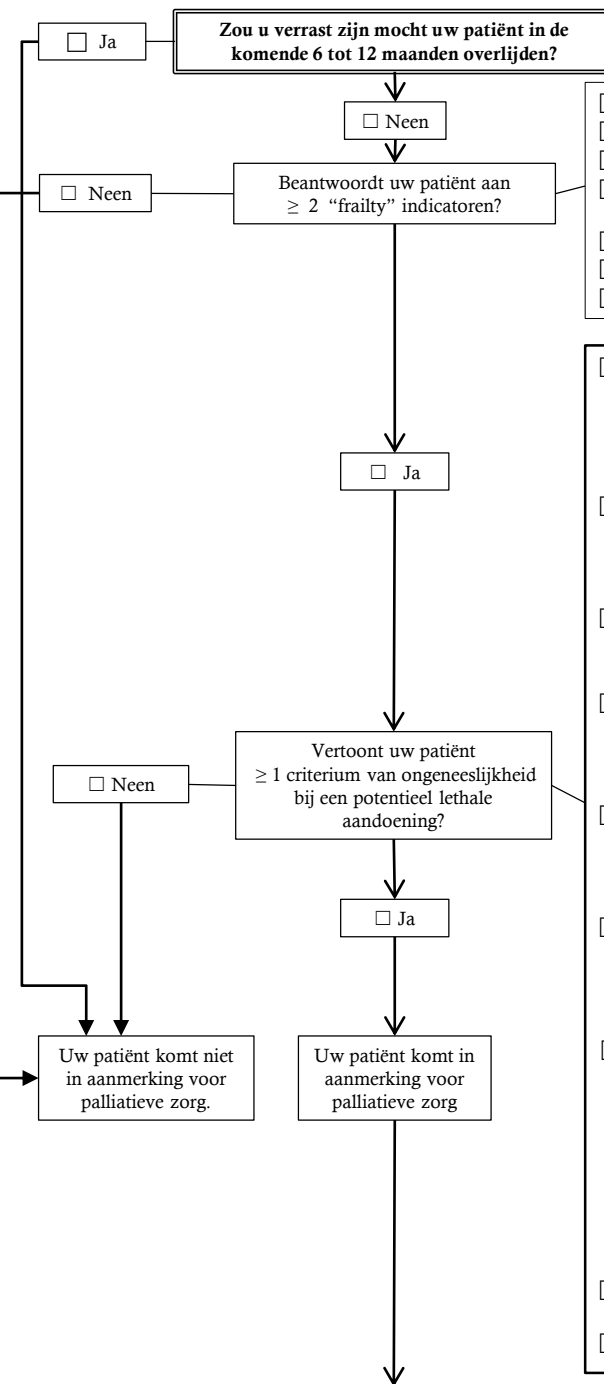 ☐ Ja
Zou u verrast zijn mocht uw patiënt in de
komende 6 tot 12 maanden overlijden?
☐ Neen
☐ Neen
Beantwoordt uw patiënt aan
≥ 2 “frailty” indicatoren?
☐ Ja
Vertoont uw patiënt
≥ 1 criterium van ongeneeslijkheid
bij een potentieel lethale
aandoening?
☐ Neen
☐ Ja
Uw patiënt komt niet
in aanmerking voor
palliatieve zorg.
Uw patiënt komt in
aanmerking voor
palliatieve zorg